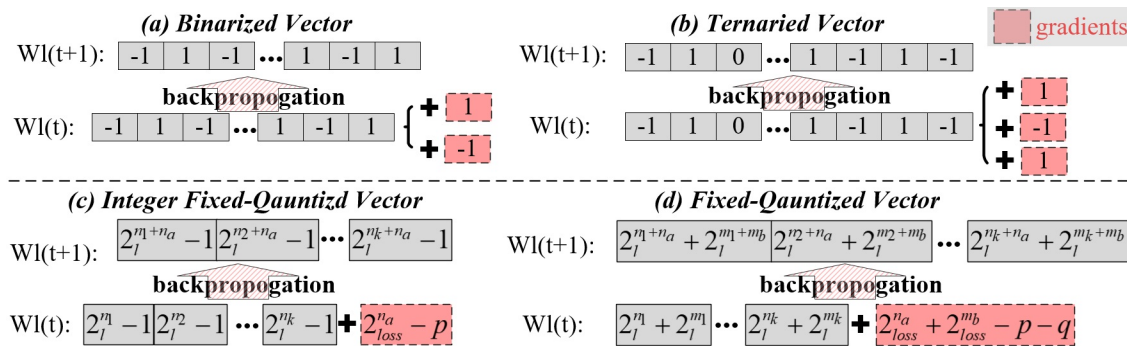 (a) Binarized Vector
Wl(t+1): -1 1 -1 ... 1 -1 1
backpropogation
Wl(t): -1 1 -1 ... 1 -1 1 + 1 + -1
(b) Ternaried Vector
gradients
Wl(t+1): -1 1 0 ... 1 -1 1 -1
backpropogation
Wl(t): -1 1 0 ... 1 -1 1 -1 + 1 + -1 + 1
(c) Integer Fixed-Qauntizd Vector
Wl(t+1): 2_l^{n_1+n_a} − 1 2_l^{n_2+n_a} − 1 ... 2_l^{n_k+n_a} − 1
backpropogation
Wl(t): 2_l^{n_1} − 1 2_l^{n_2} − 1 ... 2_l^{n_k} − 1 + 2_{loss}^{n_a} − p
(d) Fixed-Qauntized Vector
Wl(t+1): 2_l^{n_1+n_a} + 2_l^{m_1+m_b} 2_l^{n_2+n_a} + 2_l^{m_2+m_b} ... 2_l^{n_k+n_a} + 2_l^{m_k+m_b}
backpropogation
Wl(t): 2_l^{n_1} + 2_l^{m_1} ... 2_l^{n_k} + 2_l^{m_k} + 2_{loss}^{n_a} + 2_{loss}^{m_b} − p − q